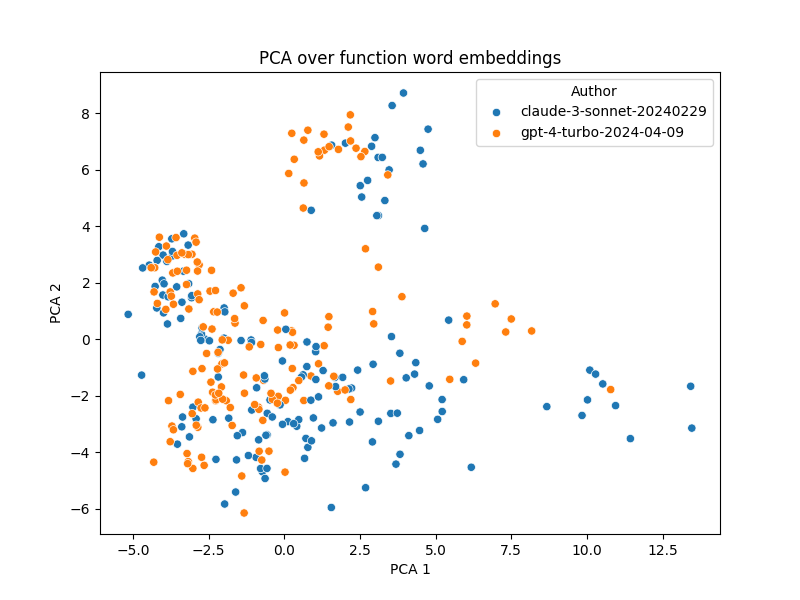 PCA over function word embeddings
Author
claude-3-sonnet-20240229
gpt-4-turbo-2024-04-09
PCA 2
8
6
4
2
0
−2
−4
−6
−5.0 −2.5 0.0 2.5 5.0 7.5 10.0 12.5
PCA 1